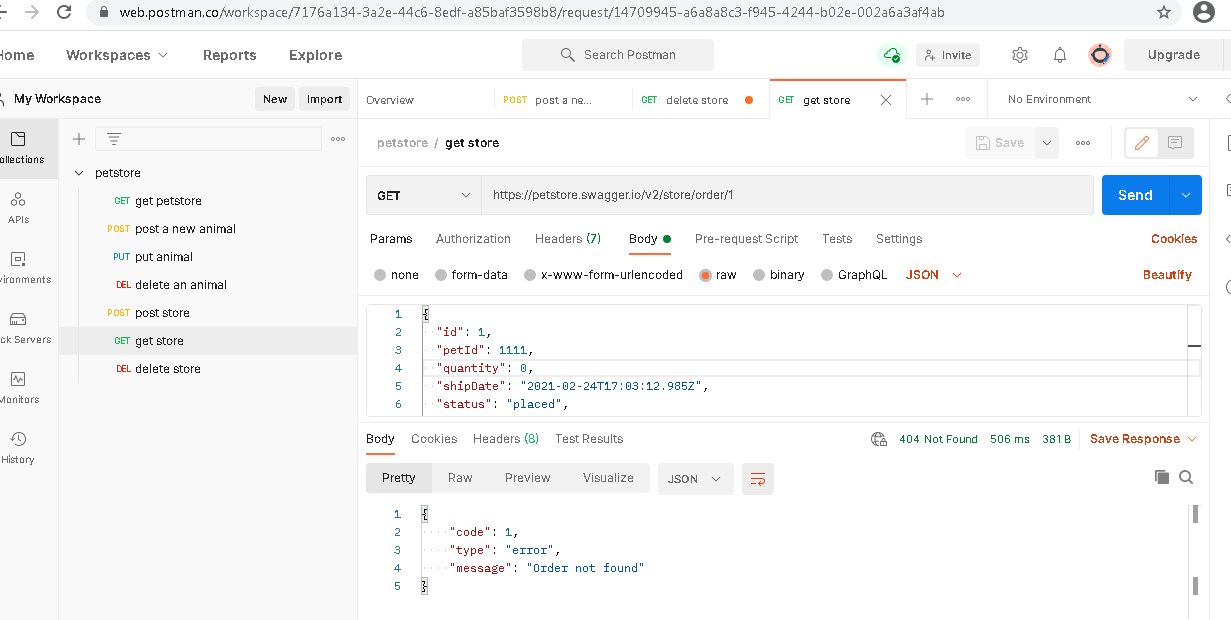 web.postman.co/workspace/7176a134-3a2e-44c6-8edf-a85baf3598b8/request/14709945-a6a8a8c3-f945-4244-b02e-002a6a3af4ab
Home Workspaces Reports Explore Search Postman Invite Upgrade
My Workspace New Import
Overview POST post a ne... GET delete store GET get store No Environment
ollections
APIs
vironments
ck Servers
Monitors
History
petstore
GET get petstore
POST post a new animal
PUT put animal
DEL delete an animal
POST post store
GET get store
DEL delete store
petstore / get store Save
GET https://petstore.swagger.io/v2/store/order/1 Send
Params Authorization Headers (7) Body Pre-request Script Tests Settings Cookies
none form-data x-www-form-urlencoded raw binary GraphQL JSON Beautify
1 {
2 "id": 1,
3 "petId": 1111,
4 "quantity": 0,
5 "shipDate": "2021-02-24T17:03:12.985Z",
6 "status": "placed",
Body Cookies Headers (8) Test Results 404 Not Found 506 ms 381 B Save Response
Pretty Raw Preview Visualize JSON
1 {
2 "code": 1,
3 "type": "error",
4 "message": "Order not found"
5 }